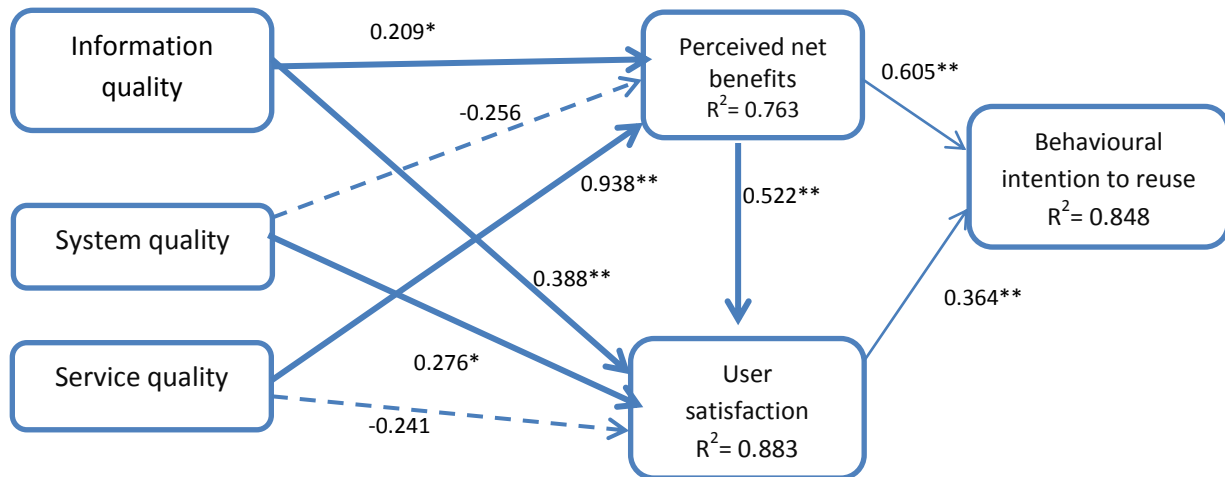 Information
quality
0.209*
Perceived net
benefits
R²= 0.763
0.605**
-0.256
Behavioural
intention to reuse
R²= 0.848
0.938**
0.522**
System quality
0.388**
0.364**
Service quality
0.276*
User
satisfaction
R²= 0.883
-0.241